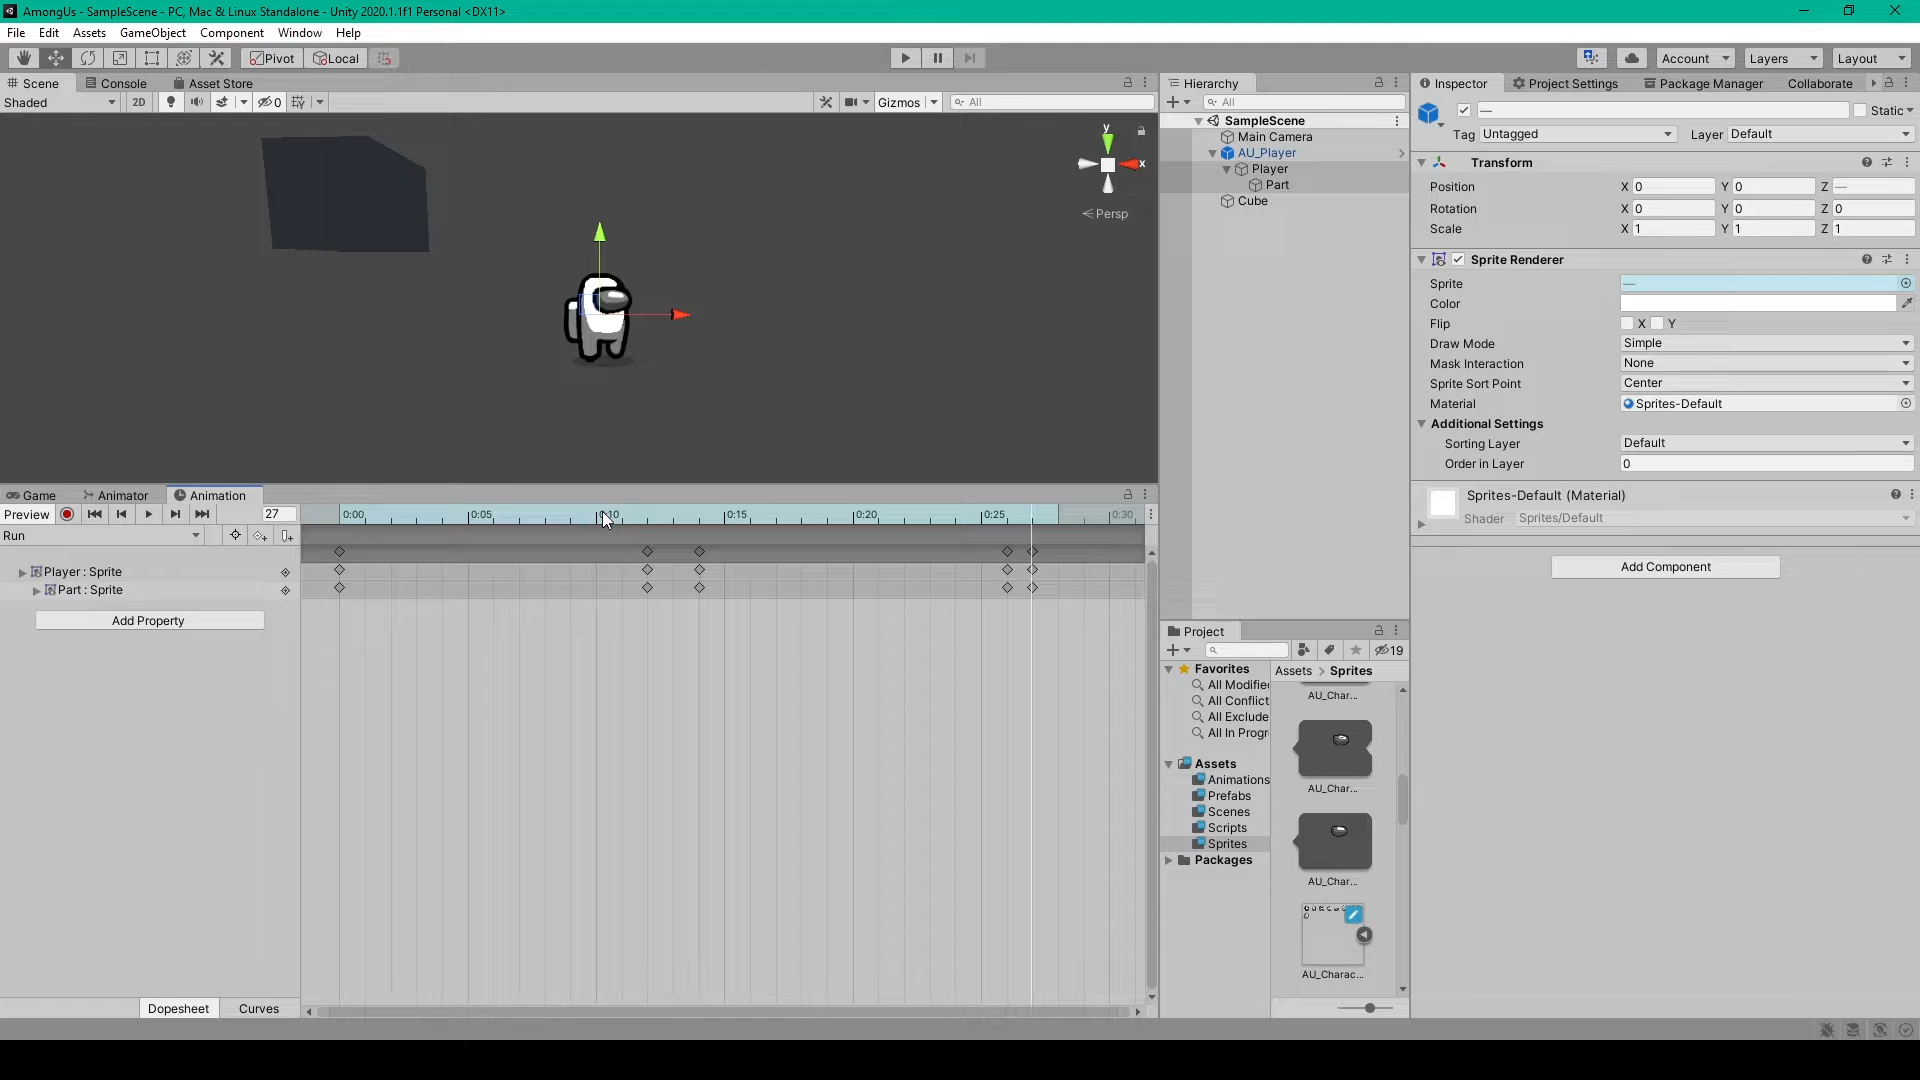 AmongUs - SampleScene - PC, Mac & Linux Standalone - Unity 2020.1.1f1 Personal <DX11>
File Edit Assets GameObject Component Window Help
Pivot Local Account Layers Layout
Scene Console Asset Store
Shaded 2D 0 Gizmos All
y
x
Persp
Game Animator Animation
Preview 27 0:00 0:05 0:10 0:15 0:20 0:25 0:30
Run
Player : Sprite
Part : Sprite
Add Property
Dopesheet Curves
Hierarchy
All
SampleScene
Main Camera
AU_Player
Player
Part
Cube
Project
19
Favorites
All Modifie
All Conflict
All Exclude
All In Progr
Assets
Animations
Prefabs
Scenes
Scripts
Sprites
Packages
Assets > Sprites
AU_Char...
AU_Char...
AU_Char...
AU_Charac...
Inspector Project Settings Package Manager Collaborate
— Static
Tag Untagged Layer Default
Transform
Position X 0 Y 0 Z —
Rotation X 0 Y 0 Z 0
Scale X 1 Y 1 Z 1
Sprite Renderer
Sprite —
Color
Flip X Y
Draw Mode Simple
Mask Interaction None
Sprite Sort Point Center
Material Sprites-Default
Additional Settings
Sorting Layer Default
Order in Layer 0
Sprites-Default (Material)
Shader Sprites/Default
Add Component